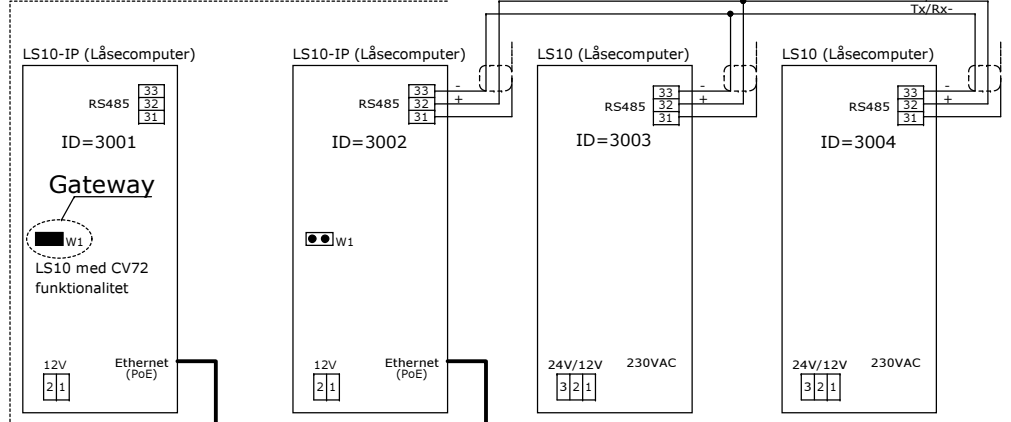 Tx/Rx-
LS10-IP (Låsecomputer)
LS10-IP (Låsecomputer)
LS10 (Låsecomputer)
LS10 (Låsecomputer)
RS485
33
32
31
RS485
33
32
31
-
+
RS485
33
32
31
-
+
RS485
33
32
31
-
+
ID=3001
ID=3002
ID=3003
ID=3004
Gateway
W1
W1
LS10 med CV72
funktionalitet
12V
2 1
Ethernet
(PoE)
12V
2 1
Ethernet
(PoE)
24V/12V
3 2 1
230VAC
24V/12V
3 2 1
230VAC